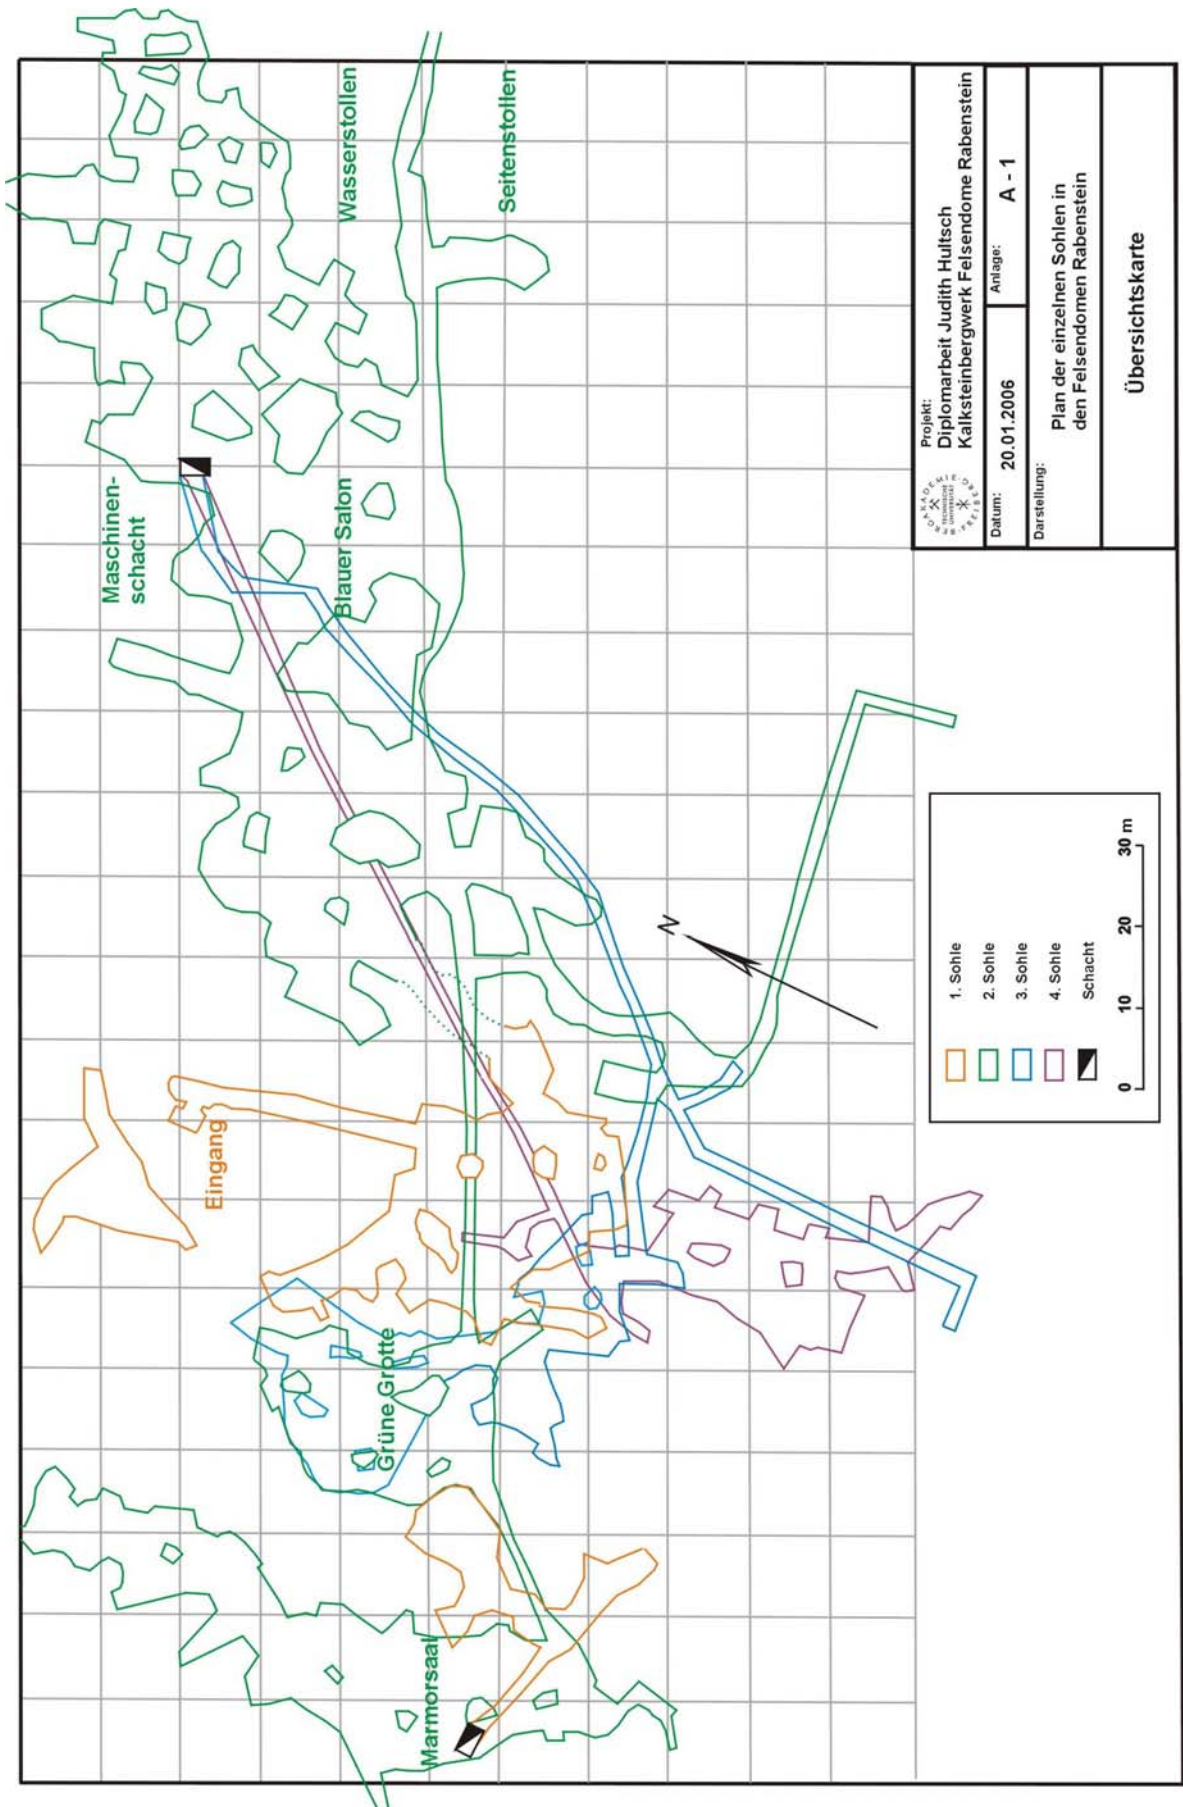 Wasserstollen
Seitenstollen
Maschinen-
schacht
Blauer Salon
Eingang
Grüne Grotte
Marmorsaal
N
1. Sohle
2. Sohle
3. Sohle
4. Sohle
Schacht
0 10 20 30 m
Projekt:
Diplomarbeit Judith Hultsch
Kalksteinbergwerk Felsendome Rabenstein
TECHNISCHE
UNIVERSITÄT
Datum:
20.01.2006
Anlage:
A - 1
Darstellung:
Plan der einzelnen Sohlen in
den Felsendomen Rabenstein
Übersichtskarte